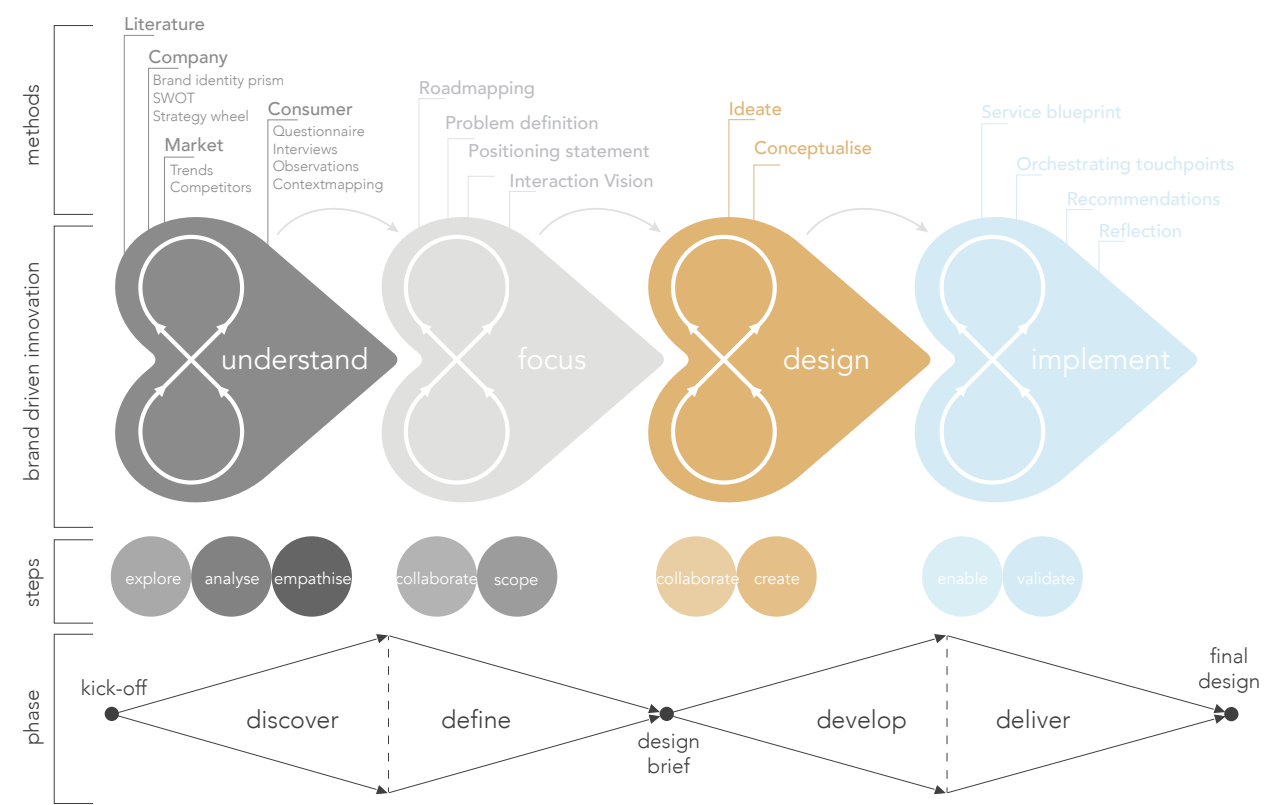 methods
Literature
Company
Brand identity prism
SWOT
Strategy wheel
Market
Trends
Competitors
Consumer
Questionnaire
Interviews
Observations
Contextmapping
Roadmapping
Problem definition
Positioning statement
Interaction Vision
Ideate
Conceptualise
Service blueprint
Orchestrating touchpoints
Recommendations
Reflection
brand driven innovation
understand
focus
design
implement
steps
explore
analyse
empathise
collaborate
scope
collaborate
create
enable
validate
phase
kick-off
discover
define
design
brief
develop
deliver
final
design